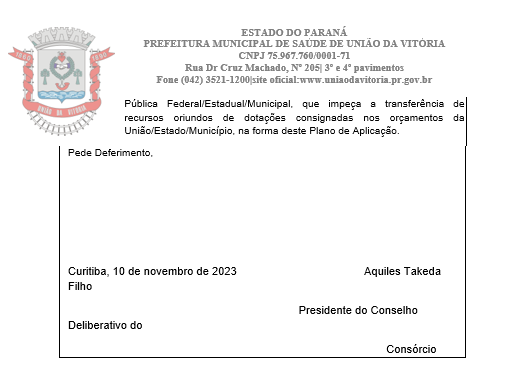 ESTADO DO PARANÁ
PREFEITURA MUNICIPAL DE SAÚDE DE UNIÃO DA VITÓRIA
CNPJ 75.967.760/0001-71
Rua Dr Cruz Machado, Nº 205| 3º e 4º pavimentos
Fone (042) 3521-1200|site oficial:www.uniaodavitoria.pr.gov.br
Pública Federal/Estadual/Municipal, que impeça a transferência de
recursos oriundos de dotações consignadas nos orçamentos da
União/Estado/Município, na forma deste Plano de Aplicação.
Pede Deferimento,
Curitiba, 10 de novembro de 2023 Aquiles Takeda
Filho
Presidente do Conselho
Deliberativo do
Consórcio